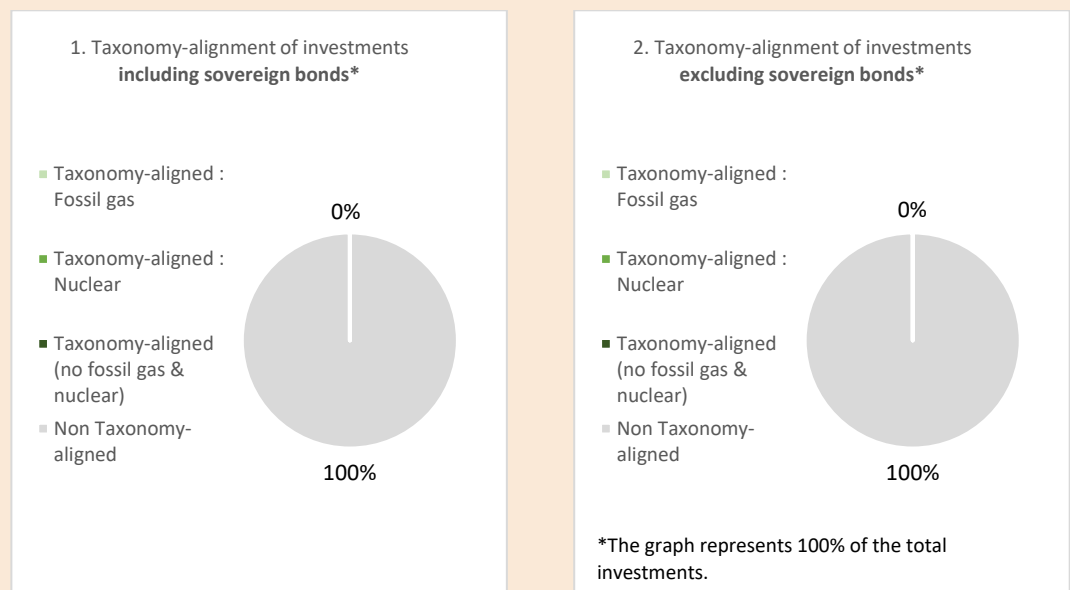 1. Taxonomy-alignment of investments
including sovereign bonds*
Taxonomy-aligned :
Fossil gas
Taxonomy-aligned :
Nuclear
Taxonomy-aligned
(no fossil gas &
nuclear)
Non Taxonomy-
aligned
0%
100%
2. Taxonomy-alignment of investments
excluding sovereign bonds*
Taxonomy-aligned :
Fossil gas
Taxonomy-aligned :
Nuclear
Taxonomy-aligned
(no fossil gas &
nuclear)
Non Taxonomy-
aligned
0%
100%
*The graph represents 100% of the total
investments.